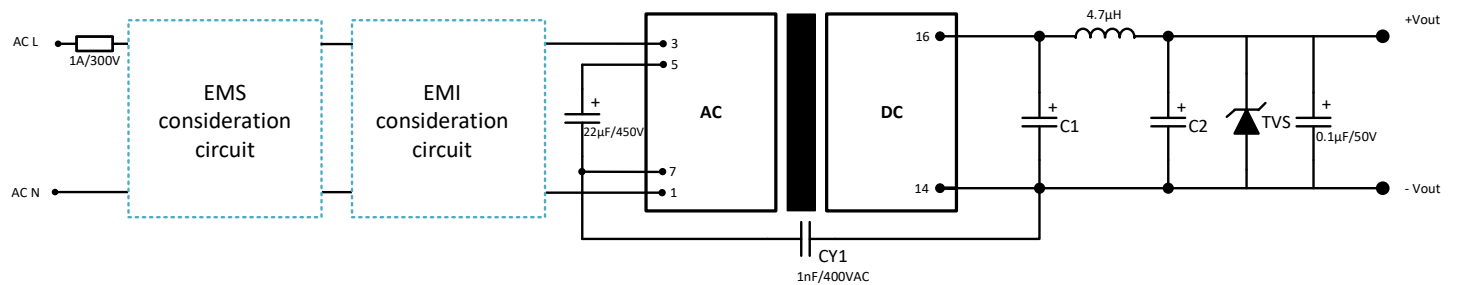 AC L
1A/300V
AC N
EMS
consideration
circuit
EMI
consideration
circuit
+
22µF/450V
3
5
7
1
AC
DC
16
14
CY1
1nF/400VAC
4.7µH
+
C1
+
C2
TVS
+
0.1µF/50V
+Vout
- Vout